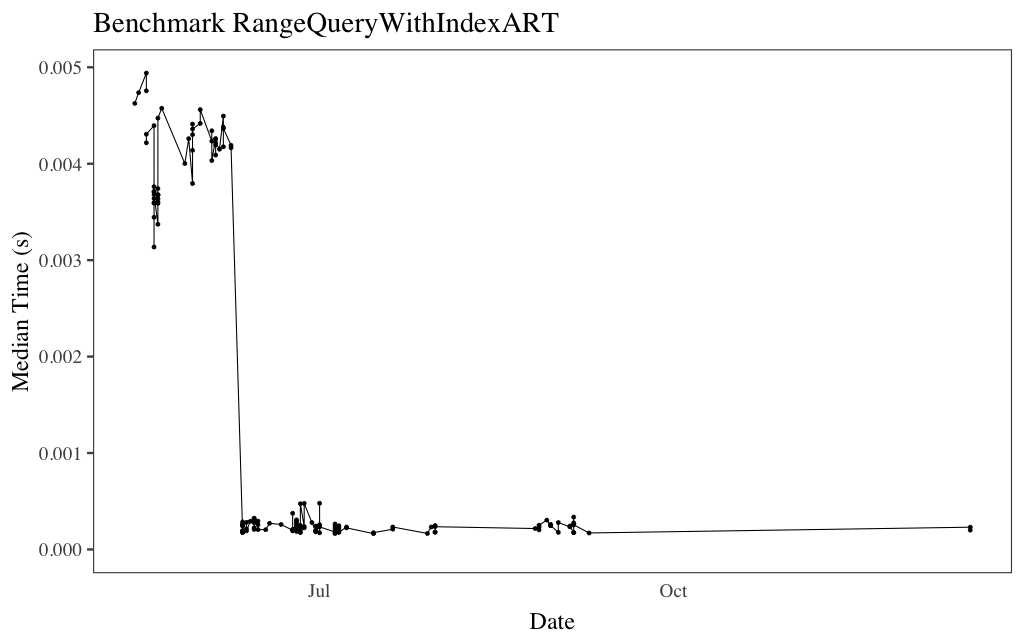 Benchmark RangeQueryWithIndexART
Median Time (s)
0.005
0.004
0.003
0.002
0.001
0.000
Jul
Oct
Date